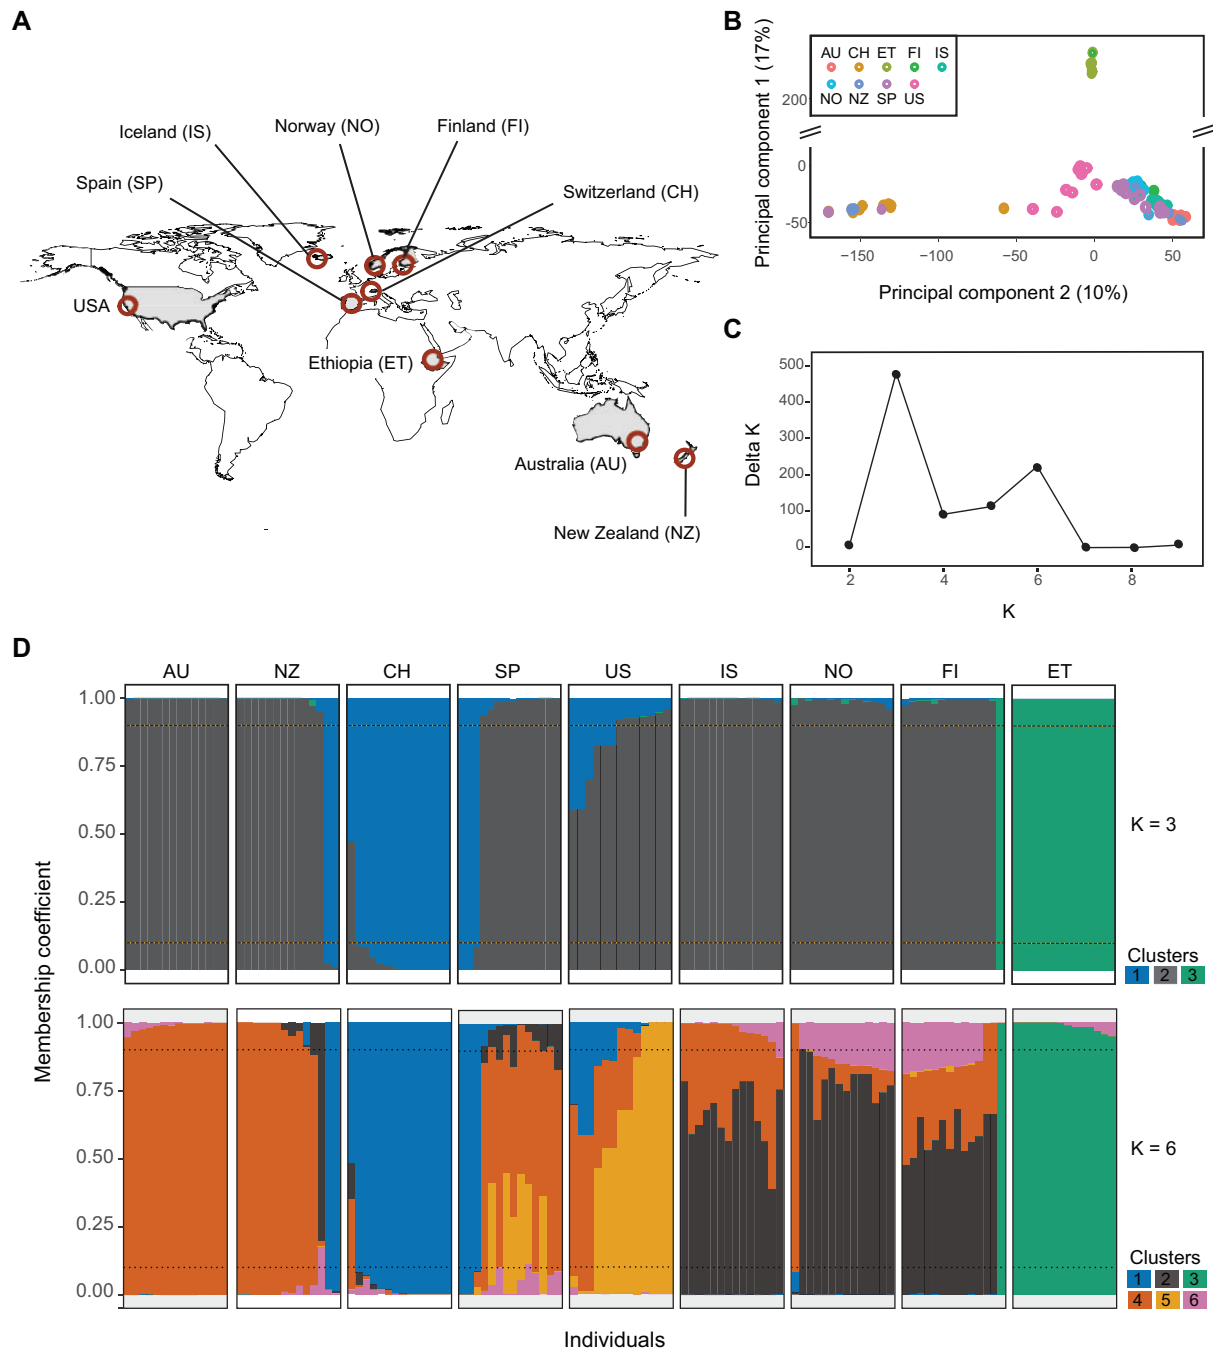 A
Iceland (IS)
Norway (NO)
Finland (FI)
Spain (SP)
Switzerland (CH)
USA
Ethiopia (ET)
Australia (AU)
New Zealand (NZ)
B
Principal component 1 (17%)
AU CH ET FI IS
NO NZ SP US
200
0
-50
-150 -100 -50 0 50
Principal component 2 (10%)
C
Delta K
500
400
300
200
100
0
2 4 6 8
K
D
AU NZ CH SP US IS NO FI ET
Membership coefficient
1.00
0.75
0.50
0.25
0.00
K = 3
Clusters
1 2 3
1.00
0.75
0.50
0.25
0.00
K = 6
Clusters
1 2 3
4 5 6
Individuals